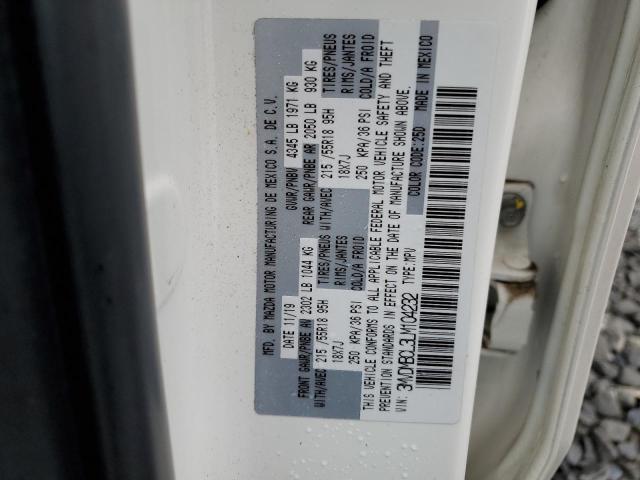 MFD. BY MAZDA MOTOR MANUFACTURING DE MEXICO S.A. DE C.V.
DATE 11/19 GVWR/PNBV 4345 LB 1971 KG
FRONT GAWR/PNBE AV 2302 LB 1044 KG REAR GAWR/PNBE AR 2050 LB 930 KG
WITH/AVEC 215 /55R18 95H TIRES/PNEUS WITH/AVEC 215 /55R18 95H TIRES/PNEUS
18X7J RIMS/JANTES 18X7J RIMS/JANTES
250 KPA/36 PSI COLD/A FROID 250 KPA/36 PSI COLD/A FROID
THIS VEHICLE CONFORMS TO ALL APPLICABLE FEDERAL MOTOR VEHICLE SAFETY AND THEFT
PREVENTION STANDARDS IN EFFECT ON THE DATE OF MANUFACTURE SHOWN ABOVE.
VIN: TYPE:MPV COLOR CODE:25D MADE IN MEXICO